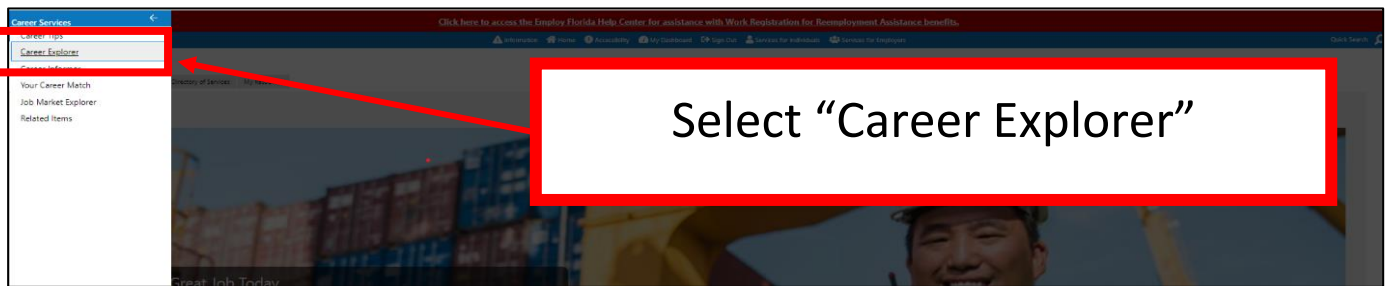 Career Services
Click here to access the Employ Florida Help Center for assistance with Work Registration for Reemployment Assistance benefits.
Career Tips
Information Home Accessibility My Dashboard Sign Out Services for Individuals Services for Employers Quick Search
Career Explorer
Career Informer
Directory of Services
Your Career Match
Job Market Explorer
Related Items
Select “Career Explorer”
Great Job Today